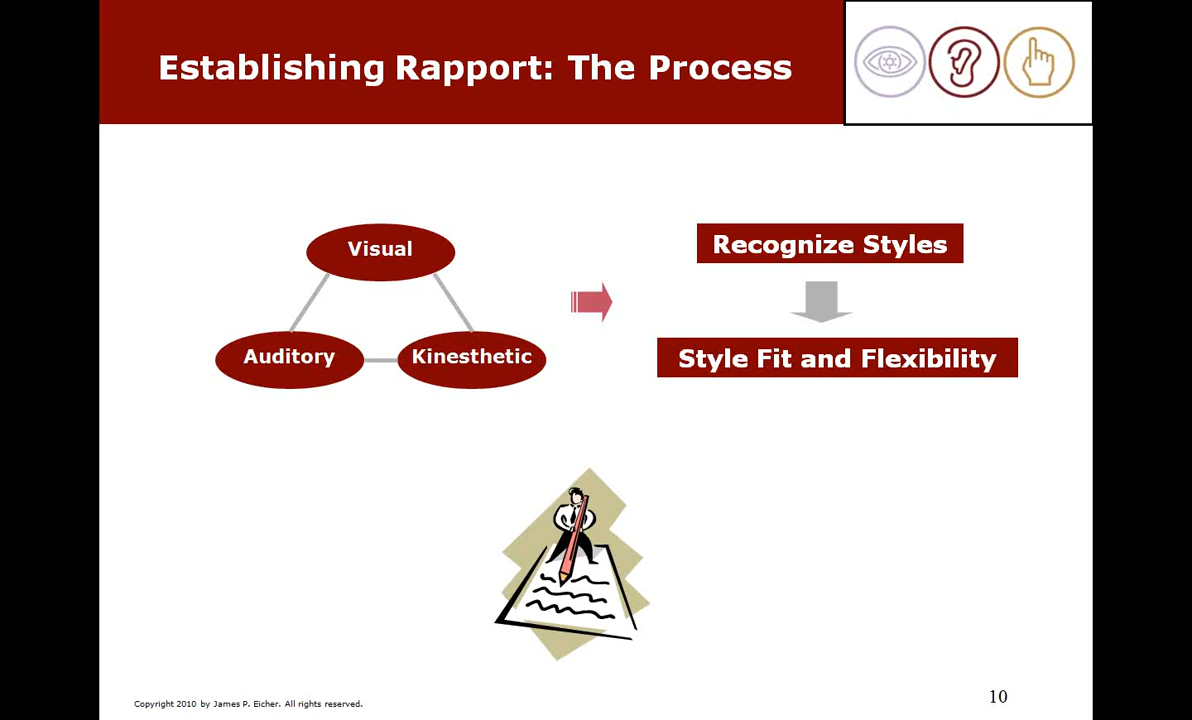 Establishing Rapport: The Process
Visual
Auditory
Kinesthetic
Recognize Styles
Style Fit and Flexibility
Copyright 2010 by James P. Eicher. All rights reserved.
10